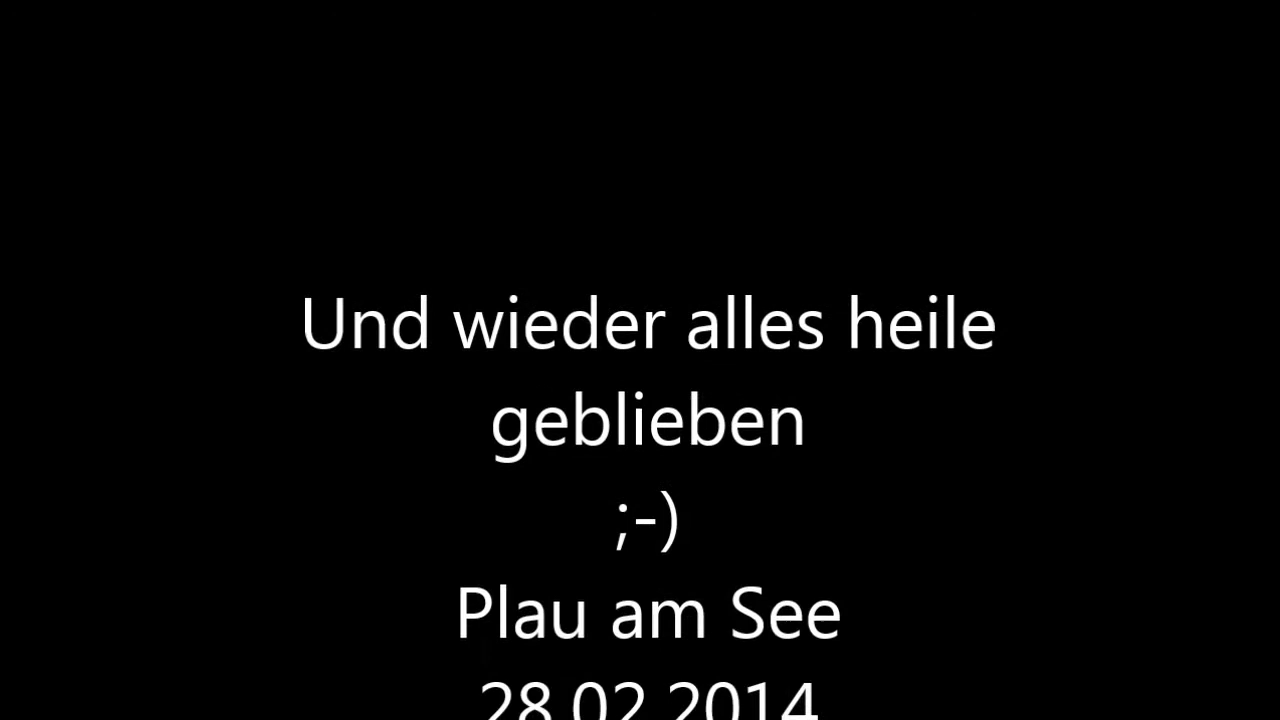 Und wieder alles heile
geblieben
;-)
Plau am See
28.02.2014